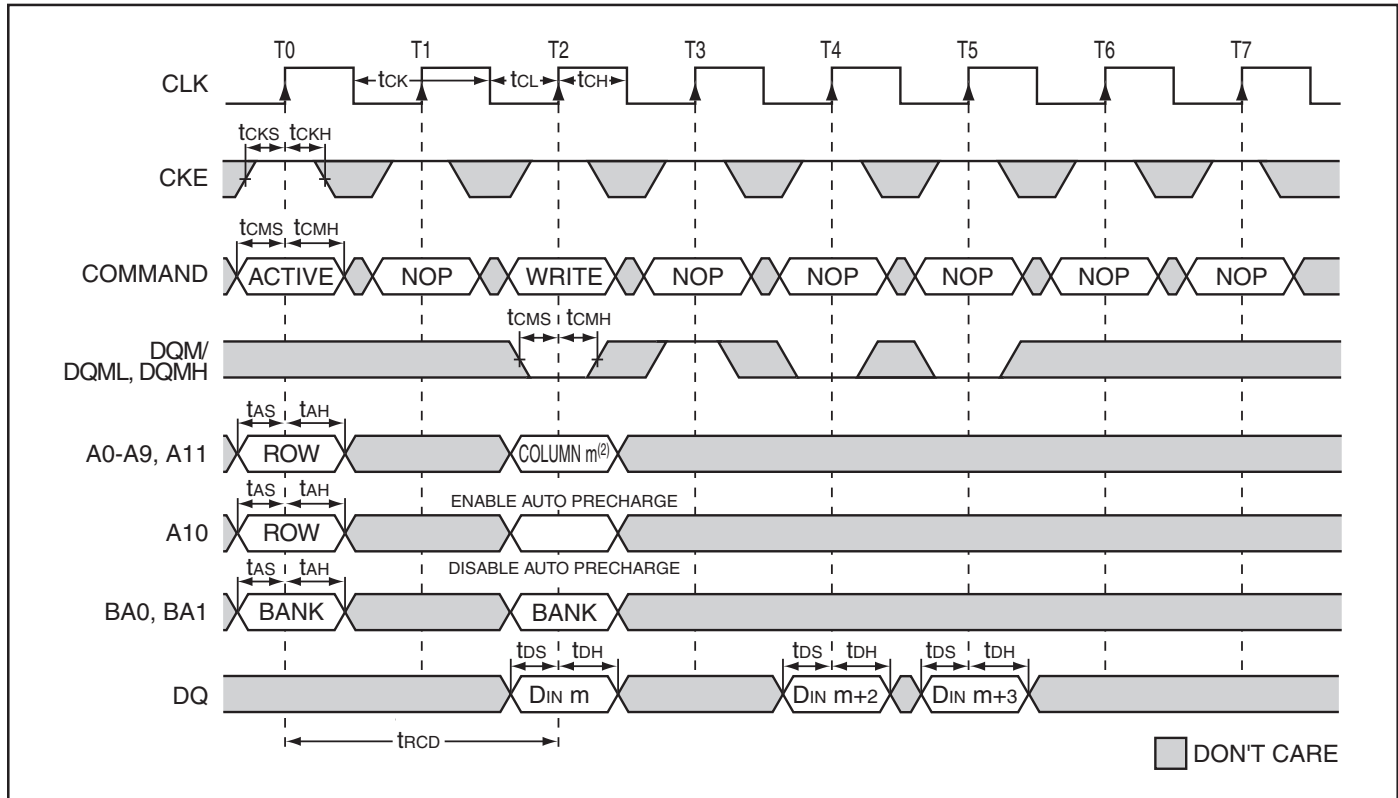 T0 T1 T2 T3 T4 T5 T6 T7
CLK tCK tCL tCH
tCKS tCKH
CKE
tCMS tCMH
COMMAND ACTIVE NOP WRITE NOP NOP NOP NOP NOP
tCMS tCMH
DQM/
DQML, DQMH
tAS tAH
A0-A9, A11 ROW COLUMN m(2)
tAS tAH ENABLE AUTO PRECHARGE
A10 ROW
DISABLE AUTO PRECHARGE
tAS tAH
BA0, BA1 BANK BANK
tDS tDH tDS tDH tDS tDH
DQ DIN m DIN m+2 DIN m+3
tRCD
DON'T CARE